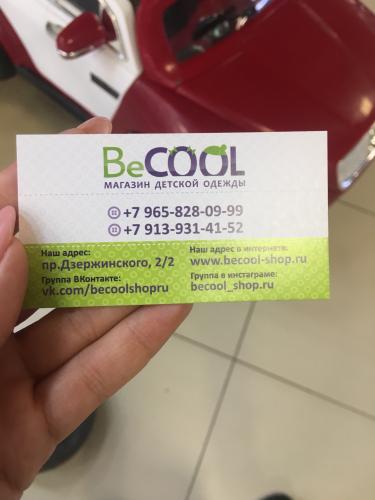 BeCOOL
МАГАЗИН ДЕТСКОЙ ОДЕЖДЫ
+7 965-828-09-99
+7 913-931-41-52
Наш адрес:
пр.Дзержинского, 2/2
Группа ВКонтакте:
vk.com/becoolshopru
Наш адрес в интернете:
www.becool-shop.ru
Группа в инстаграме:
becool_shop.ru